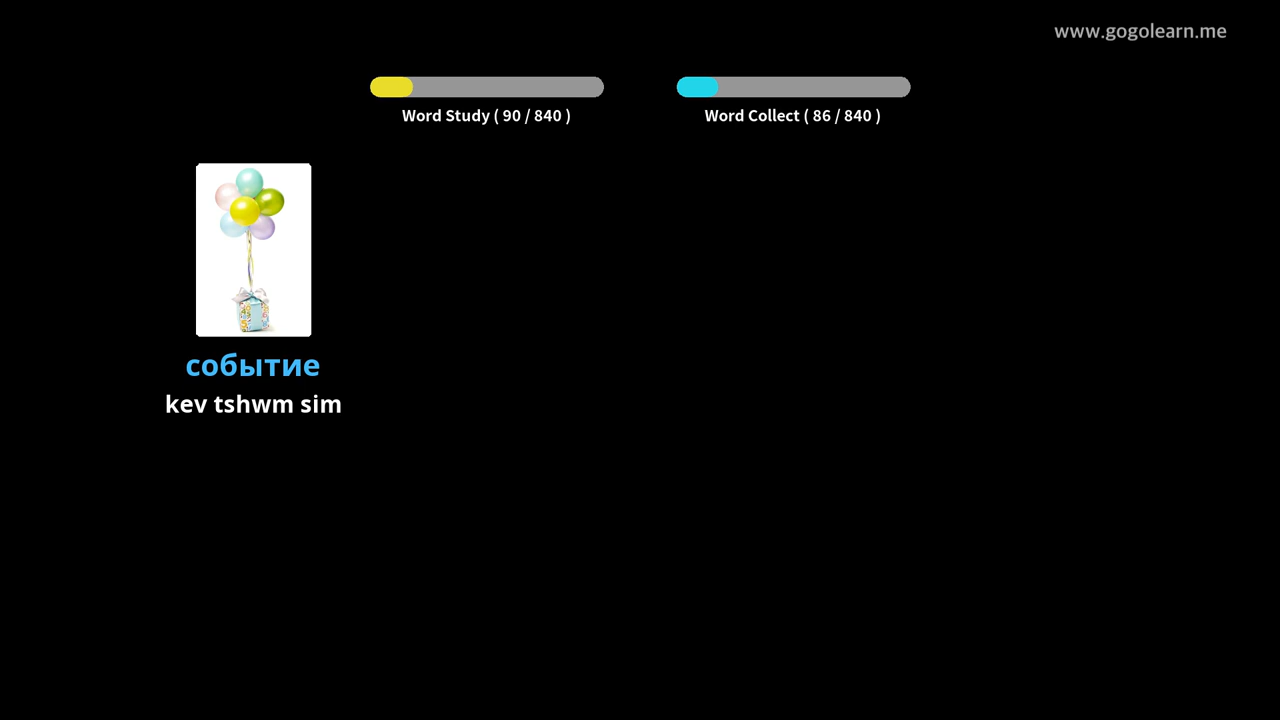 www.gogolearn.me
Word Study ( 90 / 840 )
Word Collect ( 86 / 840 )
событие
kev tshwm sim